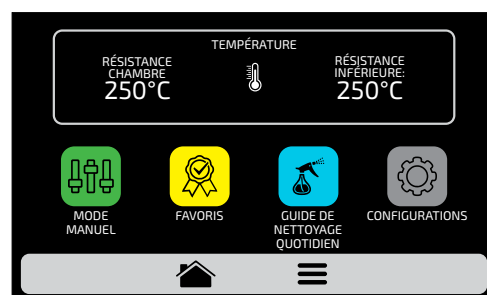 TEMPÉRATURE
RÉSISTANCE
CHAMBRE
250°C
RÉSISTANCE
INFÉRIEURE:
250°C
MODE
MANUEL
FAVORIS
GUIDE DE
NETTOYAGE
QUOTIDIEN
CONFIGURATIONS